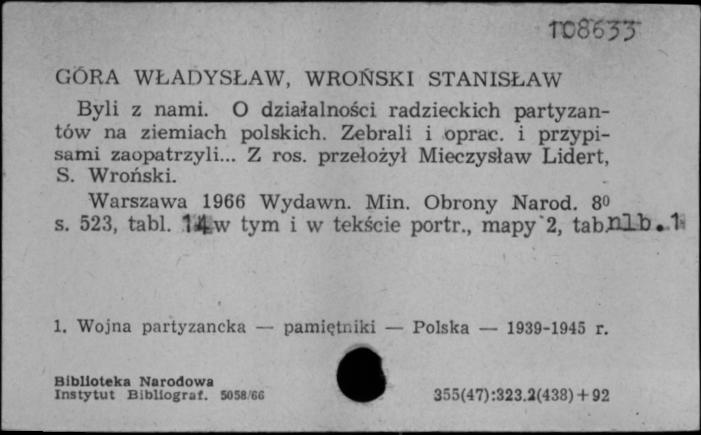 108633
GÓRA WŁADYSŁAW, WROŃSKI STANISŁAW
Byli z nami. O działalności radzieckich partyzan-
tów na ziemiach polskich. Zebrali i oprac. i przypi-
sami zaopatrzyli... Z ros. przełożył Mieczysław Lidert,
S. Wroński.
Warszawa 1966 Wydawn. Min. Obrony Narod. 8⁰
s. 523, tabl. 14 w tym i w tekście portr., mapy 2, tab. nlb. 1
1. Wojna partyzancka — pamiętniki — Polska — 1939-1945 r.
Biblioteka Narodowa
Instytut Bibliograf. 5058/66
355(47):323.2(438)+92